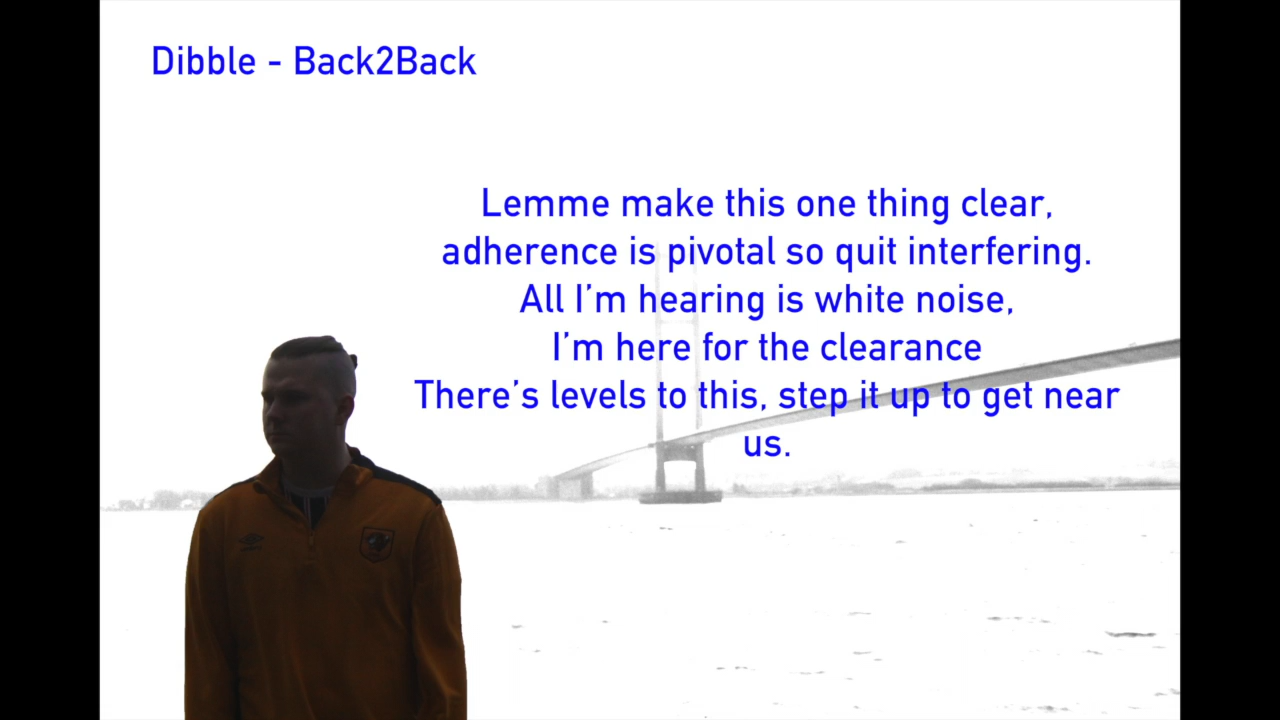 Dibble - Back2Back
Lemme make this one thing clear,
adherence is pivotal so quit interfering.
All I'm hearing is white noise,
I'm here for the clearance
There's levels to this, step it up to get near
us.